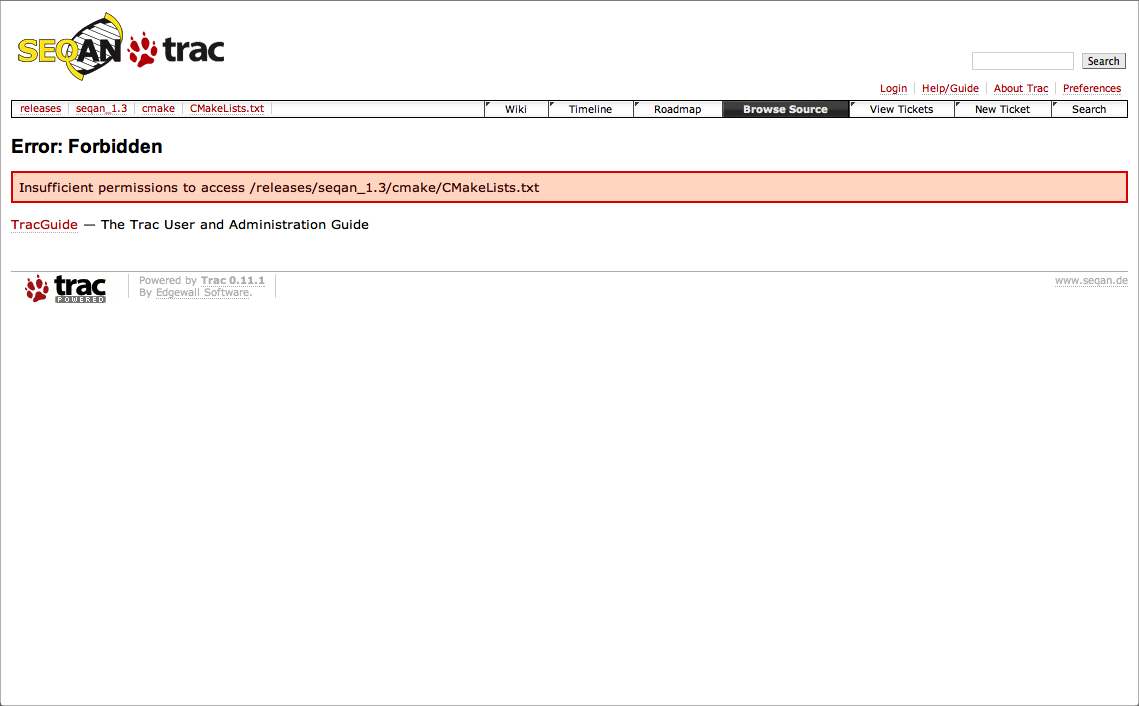 SEQAN trac
Search
Login Help/Guide About Trac Preferences
releases seqan_1.3 cmake CMakeLists.txt Wiki Timeline Roadmap Browse Source View Tickets New Ticket Search
Error: Forbidden
Insufficient permissions to access /releases/seqan_1.3/cmake/CMakeLists.txt
TracGuide — The Trac User and Administration Guide
trac
POWERED
Powered by Trac 0.11.1
By Edgewall Software.
www.seqan.de